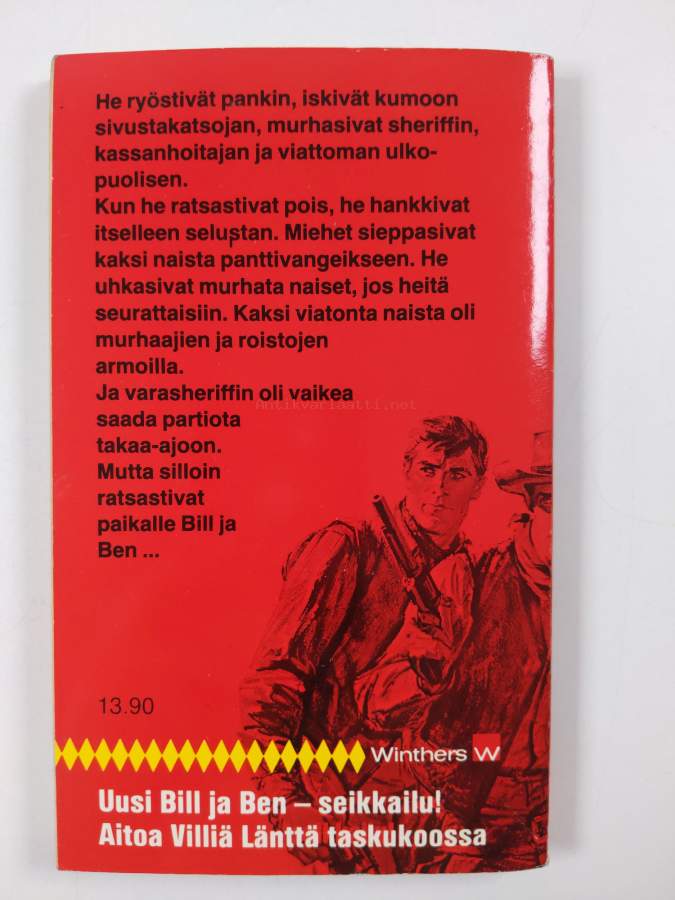 He ryöstivät pankin, iskivät kumoon
sivustakatsojan, murhasivat sheriffin,
kassanhoitajan ja viattoman ulko-
puolisen.
Kun he ratsastivat pois, he hankkivat
itselleen selustan. Miehet sieppasivat
kaksi naista panttivangeikseen. He
uhkasivat murhata naiset, jos heitä
seurattaisiin. Kaksi viatonta naista oli
murhaajien ja roistojen
armoilla.
Ja varasheriffin oli vaikea
saada partiota
Antikvariaatti.net
takaa-ajoon.
Mutta silloin
ratsastivat
paikalle Bill ja
Ben ...
13.90
Winthers W
Uusi Bill ja Ben – seikkailu!
Aitoa Villiä Länttä taskukoossa